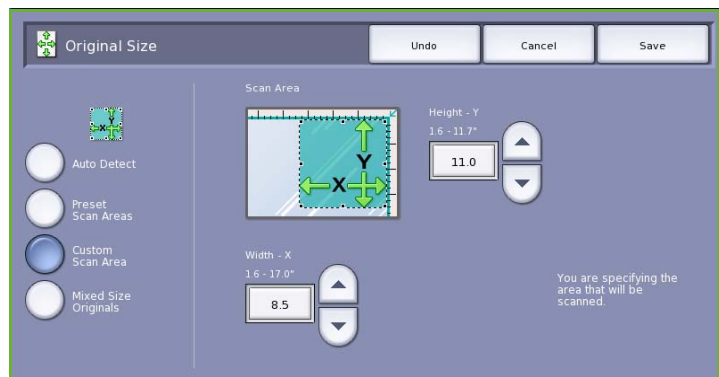 Original Size
Undo
Cancel
Save
Auto Detect
Preset
Scan Areas
Custom
Scan Area
Mixed Size
Originals
Scan Area
Y
X
Height - Y
1.6 - 11.7"
11.0
Width - X
1.6 - 17.0"
8.5
You are specifying the
area that will be
scanned.